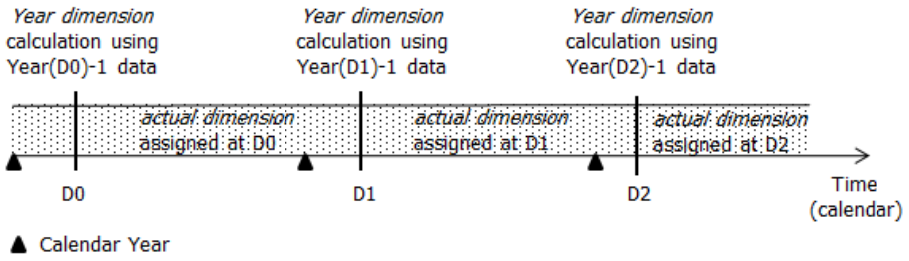 Year dimension
calculation using
Year(D0)-1 data
Year dimension
calculation using
Year(D1)-1 data
Year dimension
calculation using
Year(D2)-1 data
actual dimension
assigned at D0
actual dimension
assigned at D1
actual dimension
assigned at D2
D0
D1
D2
Time
(calendar)
Calendar Year